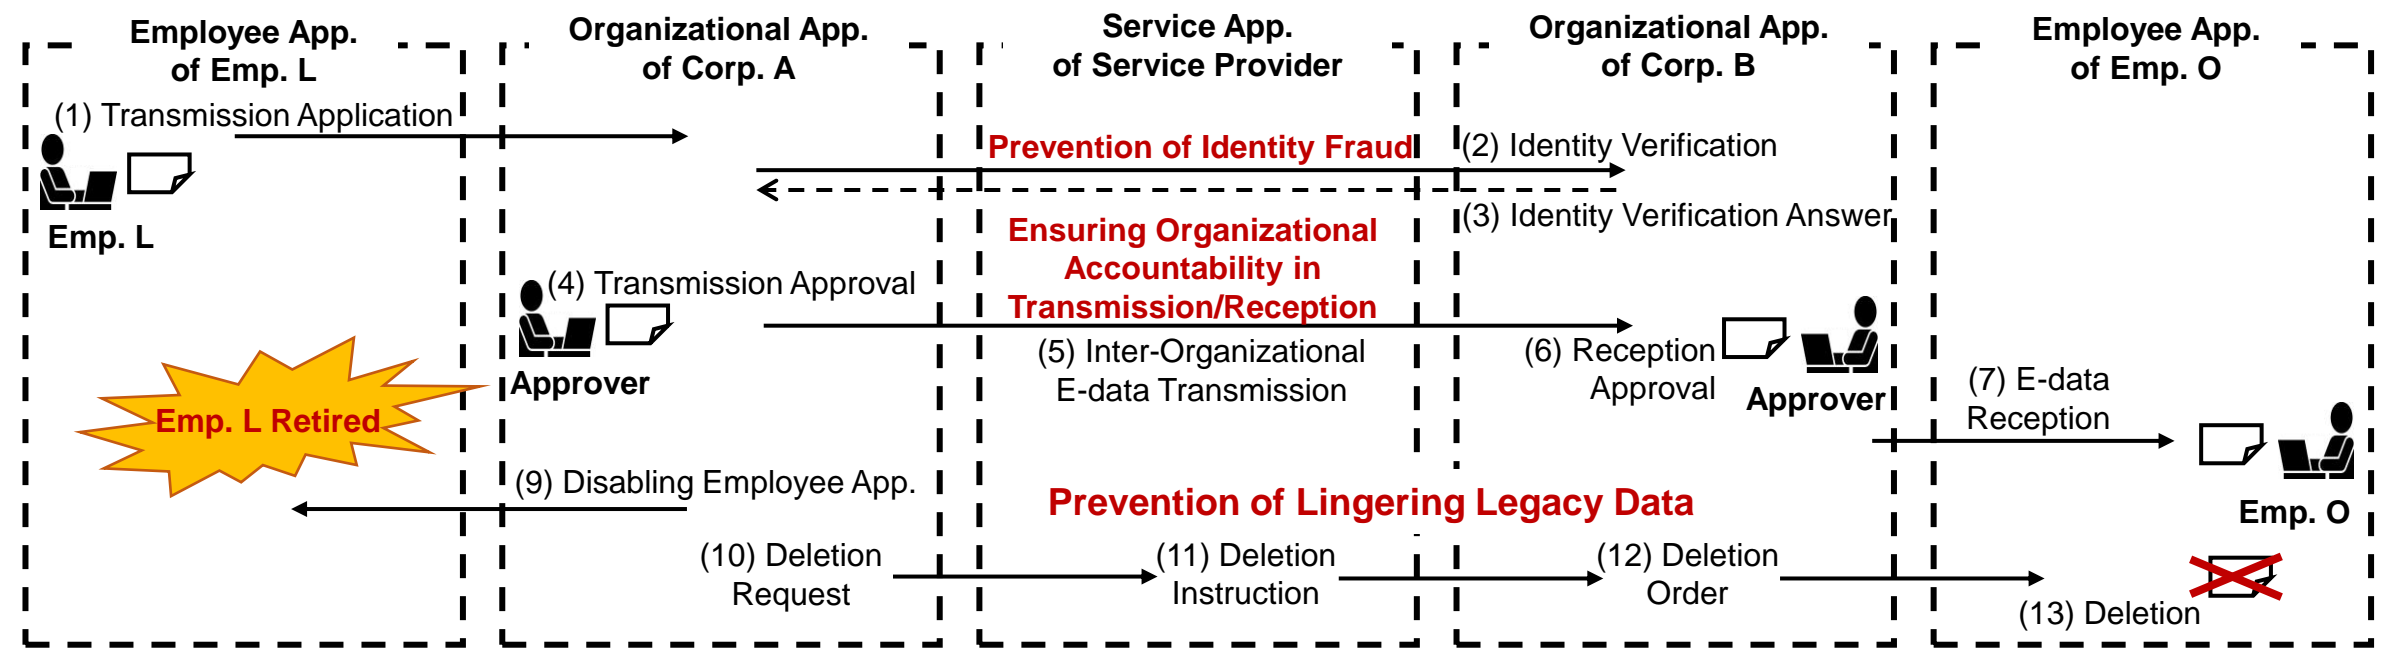 Employee App.
of Emp. L
Organizational App.
of Corp. A
Service App.
of Service Provider
Organizational App.
of Corp. B
Employee App.
of Emp. O
(1) Transmission Application
Emp. L
Prevention of Identity Fraud
(2) Identity Verification
(3) Identity Verification Answer
Ensuring Organizational
Accountability in
Transmission/Reception
(4) Transmission Approval
Approver
(5) Inter-Organizational
E-data Transmission
(6) Reception
Approval
Approver
(7) E-data
Reception
Emp. O
Emp. L Retired
(9) Disabling Employee App.
Prevention of Lingering Legacy Data
(10) Deletion
Request
(11) Deletion
Instruction
(12) Deletion
Order
(13) Deletion